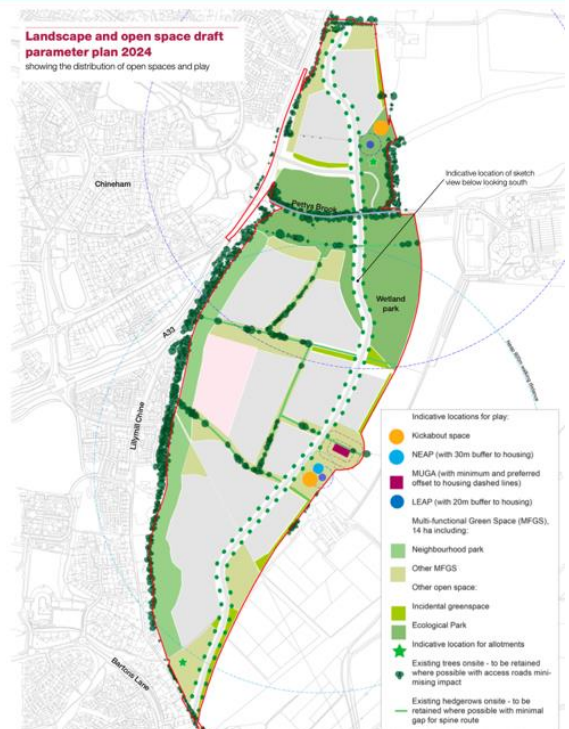 Landscape and open space draft
parameter plan 2024
showing the distribution of open spaces and play
Chineham
Indicative location of sketch
view below looking south
Pettys Brook
Wetland
park
A33
Lillymill Chine
Bartons Lane
NEAP 600m walking distance
Indicative locations for play:
Kickabout space
NEAP (with 30m buffer to housing)
MUGA (with minimum and preferred
offset to housing dashed lines)
LEAP (with 20m buffer to housing)
Multi-functional Green Space (MFGS),
14 ha including:
Neighbourhood park
Other MFGS
Other open space:
Incidental greenspace
Ecological Park
Indicative location for allotments
Existing trees onsite - to be retained
where possible with access roads mini-
mising impact
Existing hedgerows onsite - to be
retained where possible with minimal
gap for spine route